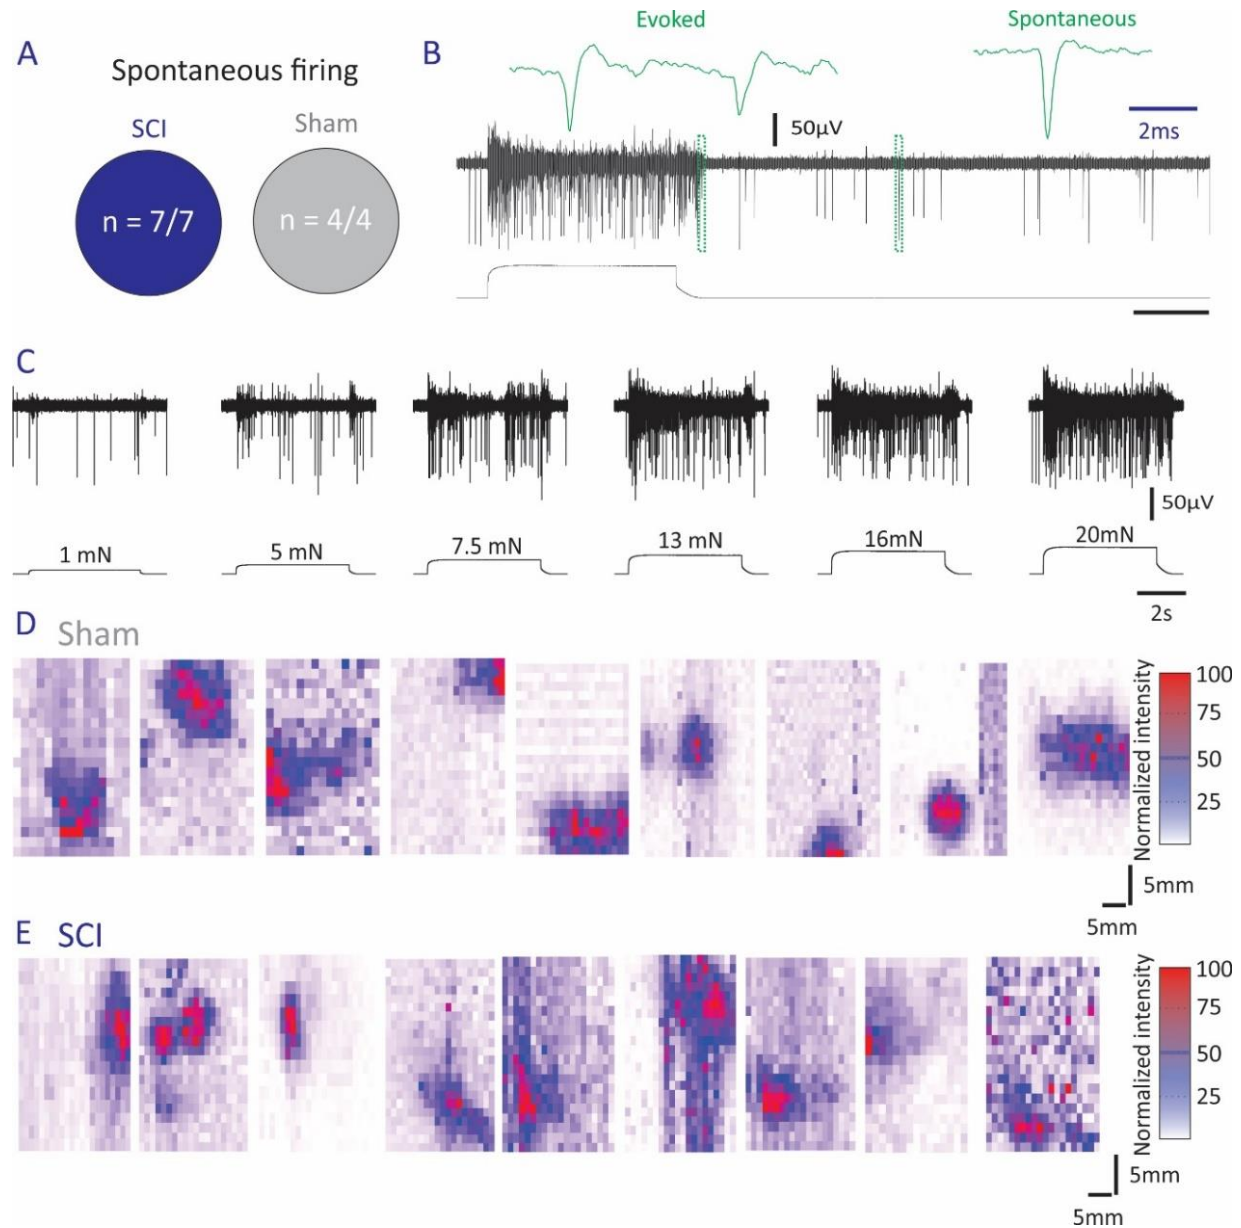 A
Spontaneous firing
SCI
Sham
n = 7/7
n = 4/4
B
Evoked
Spontaneous
50µV
2ms
C
50µV
1 mN
5 mN
7.5 mN
13 mN
16mN
20mN
2s
D Sham
Normalized intensity
100
75
50
25
5mm
5mm
E SCI
Normalized intensity
100
75
50
25
5mm
5mm